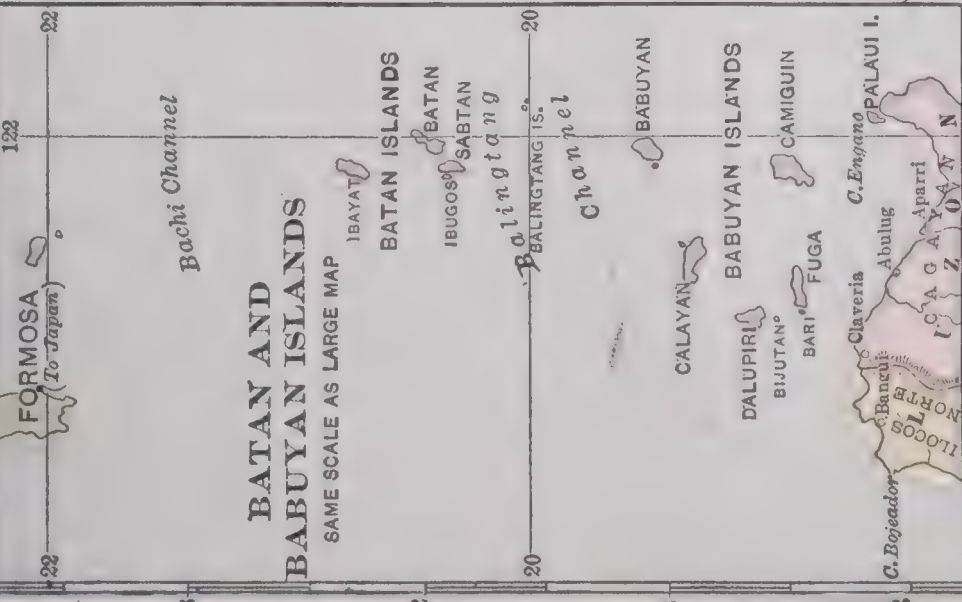 122
22
22
FORMOSA
(To Japan)
Bachi Channel
BATAN AND
BABUYAN ISLANDS
SAME SCALE AS LARGE MAP
IBAYAT
BATAN ISLANDS
BATAN
IBUGOS
SABTAN
Balingtang
20
20
BALINGTANG IS.
Channel
BABUYAN
CALAYAN
BABUYAN ISLANDS
DALUPIRI
CAMIGUIN
BIJUTAN
BARI
FUGA
Claveria
C. Engano
PALAUI I.
Bangui
Abulug
Aparri
C. Bojeador
ILOCOS
NORTE
CAGAYAN
L
U
Z
O
N